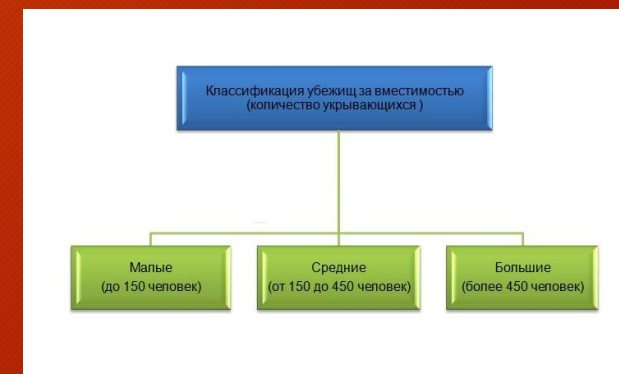 Классификация убежищ за вместимостью
(количество укрывающихся )
Малые
(до 150 человек)
Средние
(от 150 до 450 человек)
Большие
(более 450 человек)